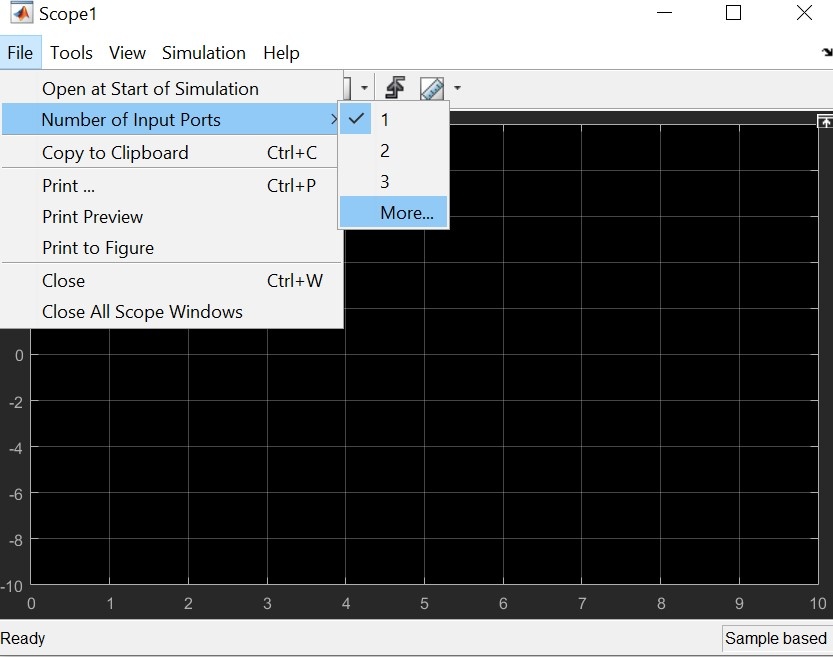 Scope1
File Tools View Simulation Help
Open at Start of Simulation
Number of Input Ports
1
2
3
More...
Copy to Clipboard Ctrl+C
Print ... Ctrl+P
Print Preview
Print to Figure
Close Ctrl+W
Close All Scope Windows
0
-2
-4
-6
-8
-10
0 1 2 3 4 5 6 7 8 9 10
Ready Sample based